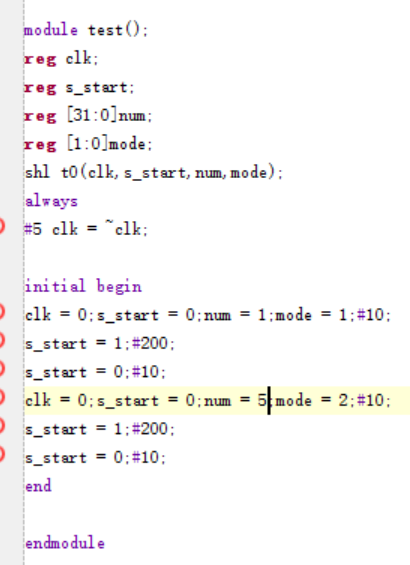 module test();
reg clk;
reg s_start;
reg [31:0]num;
reg [1:0]mode;
shl t0(clk,s_start,num,mode);
always
#5 clk = ~clk;
initial begin
clk = 0;s_start = 0;num = 1;mode = 1;#10;
s_start = 1;#200;
s_start = 0;#10;
clk = 0;s_start = 0;num = 5;mode = 2;#10;
s_start = 1;#200;
s_start = 0;#10;
end
endmodule